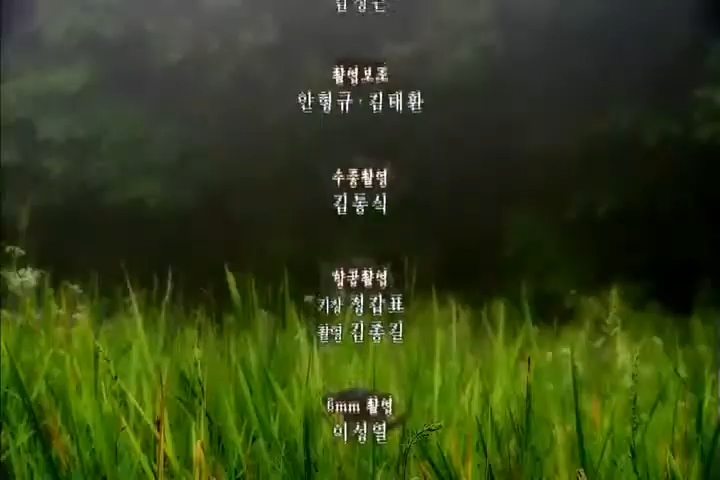 촬영보조
안형규·김태환
수중촬영
김동식
항공촬영
기장 정갑표
촬영 김종길
6mm 촬영
이성열